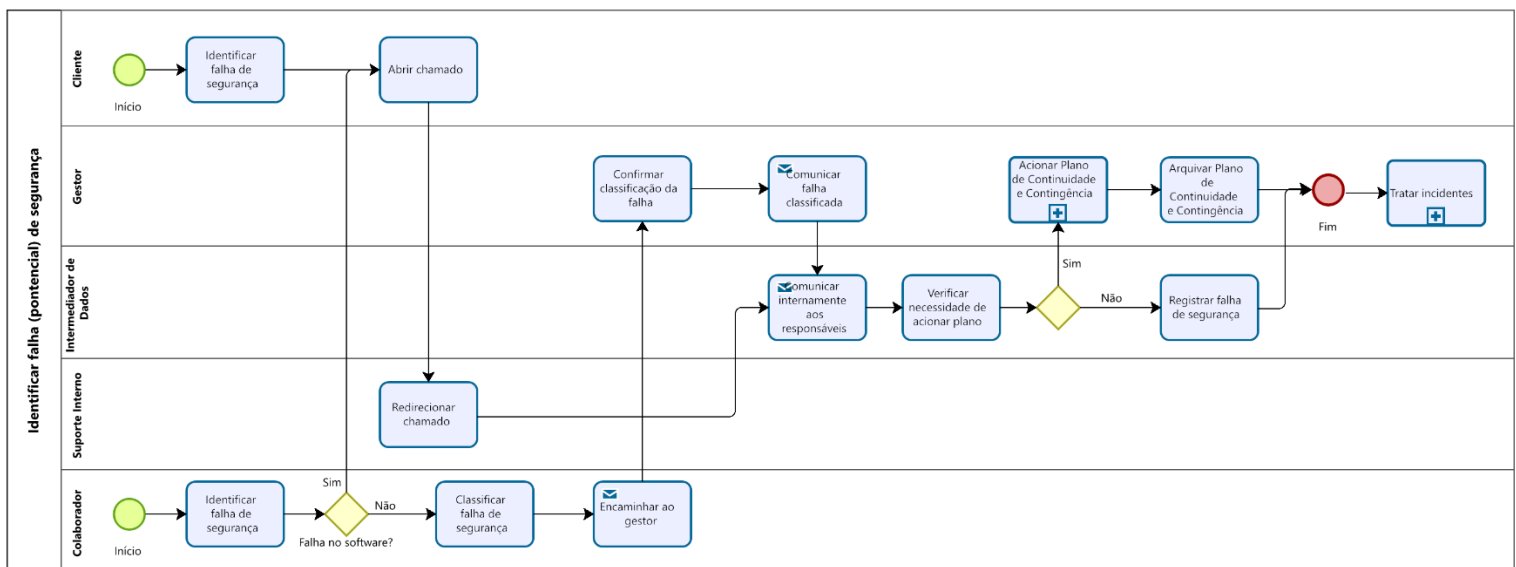 Identificar falha (pontencial) de segurança
Cliente
Início
Identificar
falha de
segurança
Abrir chamado
Gestor
Confirmar
classificação da
falha
Comunicar
falha
classificada
Acionar Plano
de Continuidade
e Contingência
Arquivar Plano
de
Continuidade
e Contingência
Fim
Tratar incidentes
Intermediador de
Dados
Comunicar
internamente
aos
responsáveis
Verificar
necessidade de
acionar plano
Sim
Não
Registrar falha
de segurança
Suporte Interno
Redirecionar
chamado
Colaborador
Início
Identificar
falha de
segurança
Sim
Não
Falha no software?
Classificar
falha de
segurança
Encaminhar ao
gestor